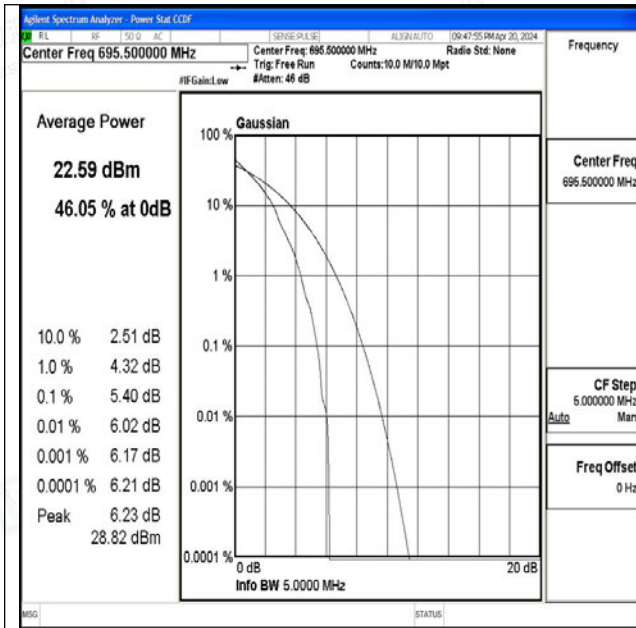 Agilent Spectrum Analyzer - Power Stat CCDF
RL RF 50 Ω AC SENSE:PULSE ALIGNAUTO 09:47:55 PM Apr 20, 2024
Center Freq 695.500000 MHz
Center Freq: 695.500000 MHz Radio Std: None
Trig: Free Run Counts:10.0 M/10.0 Mpt
#IFGain:Low #Atten: 46 dB
Average Power
22.59 dBm
46.05 % at 0dB
10.0 % 2.51 dB
1.0 % 4.32 dB
0.1 % 5.40 dB
0.01 % 6.02 dB
0.001 % 6.17 dB
0.0001 % 6.21 dB
Peak 6.23 dB
28.82 dBm
Gaussian
100 %
10 %
1 %
0.1 %
0.01 %
0.001 %
0.0001 %
0 dB 20 dB
Info BW 5.0000 MHz
Frequency
Center Freq
695.500000 MHz
CF Step
5.000000 MHz
Auto Man
Freq Offset
0 Hz
MSG STATUS